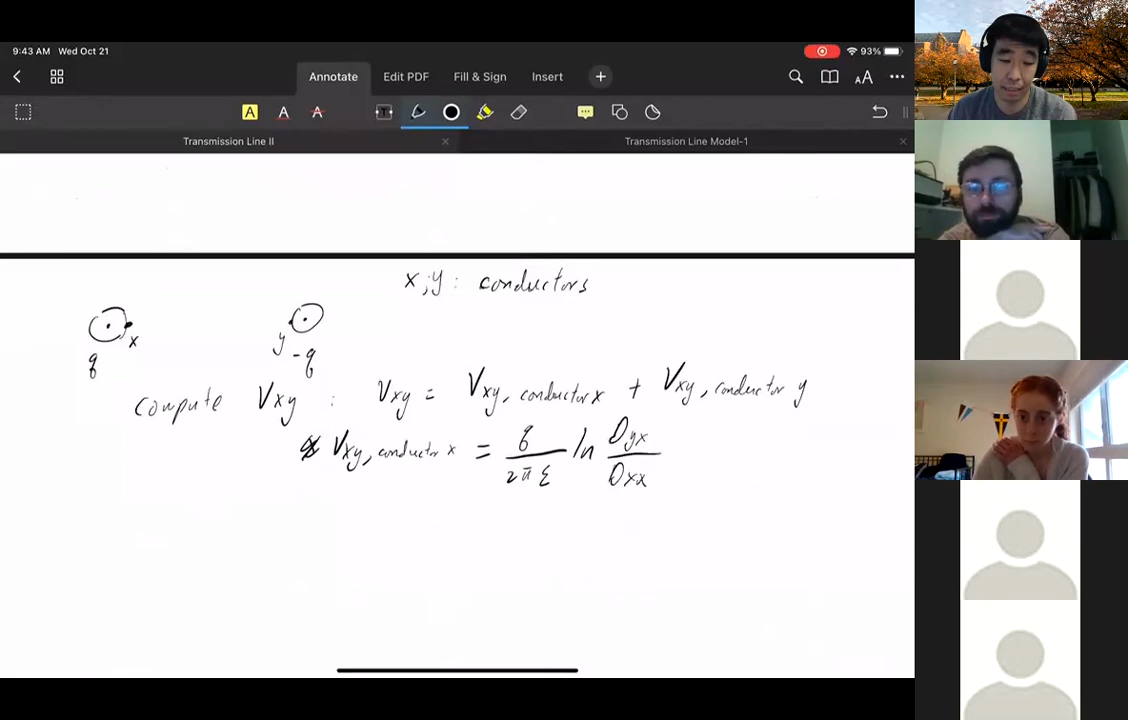 9:43 AM Wed Oct 21
93%
Annotate Edit PDF Fill & Sign Insert
AA
A A A T
Transmission Line II
Transmission Line Model-1
x, y : conductors
x
y
q
-q
compute Vxy : Vxy = Vxy, conductor x + Vxy, conductor y
Vxy, conductor x = q/2πε ln Dyx/Dxx